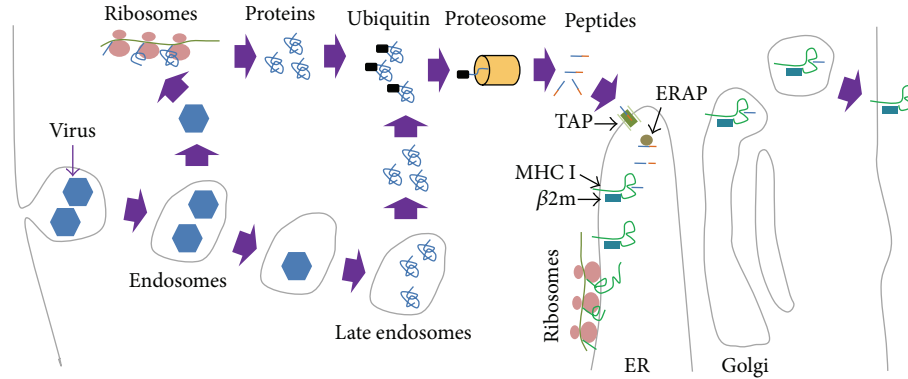 Ribosomes
Proteins
Ubiquitin
Proteosome
Peptides
ERAP
TAP
Virus
MHC I
β2m
Endosomes
Ribosomes
Late endosomes
ER
Golgi